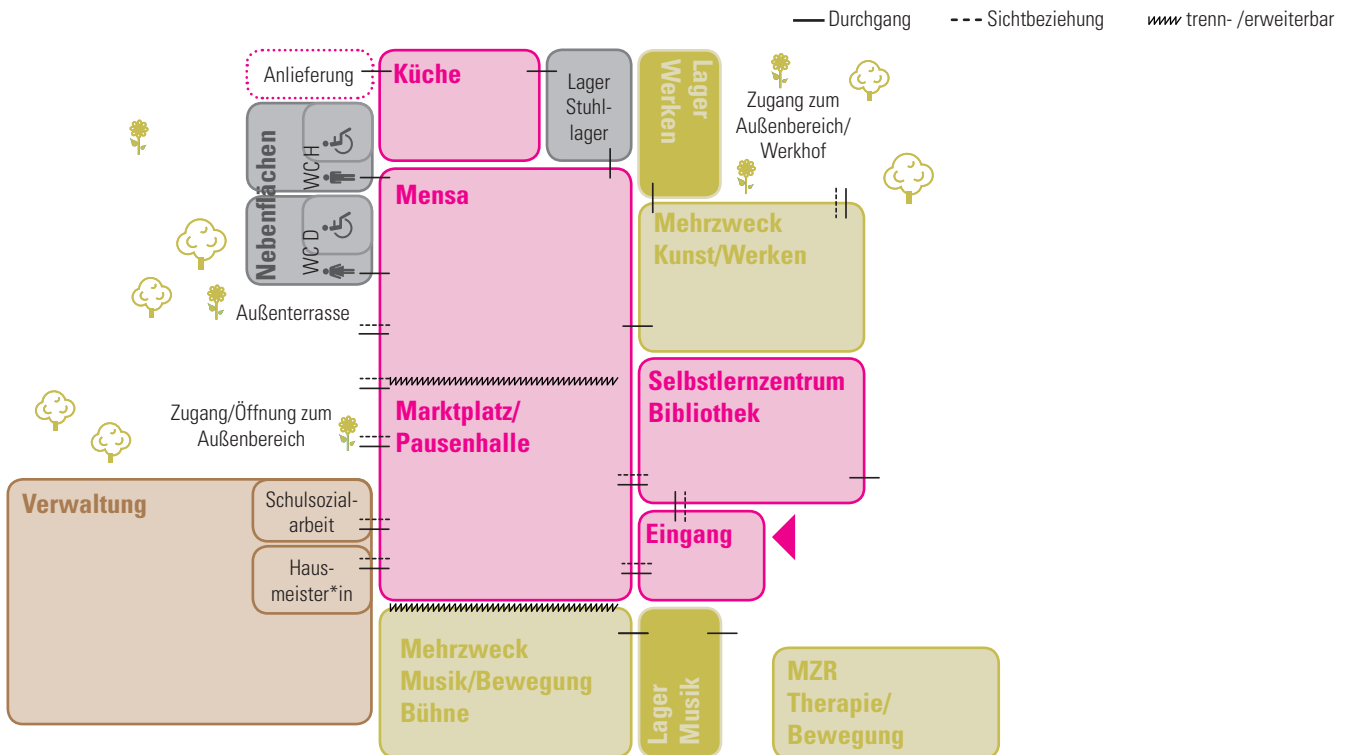 Durchgang
Sichtbeziehung
trenn- /erweiterbar
Anlieferung
Küche
Lager
Stuhl-
lager
Lager
Werken
Zugang zum
Außenbereich/
Werkhof
Nebenflächen
WC H
WC D
Mensa
Mehrzweck
Kunst/Werken
Außenterrasse
Zugang/Öffnung zum
Außenbereich
Marktplatz/
Pausenhalle
Selbstlernzentrum
Bibliothek
Verwaltung
Schulsozial-
arbeit
Haus-
meister*in
Eingang
Mehrzweck
Musik/Bewegung
Bühne
Lager
Musik
MZR
Therapie/
Bewegung